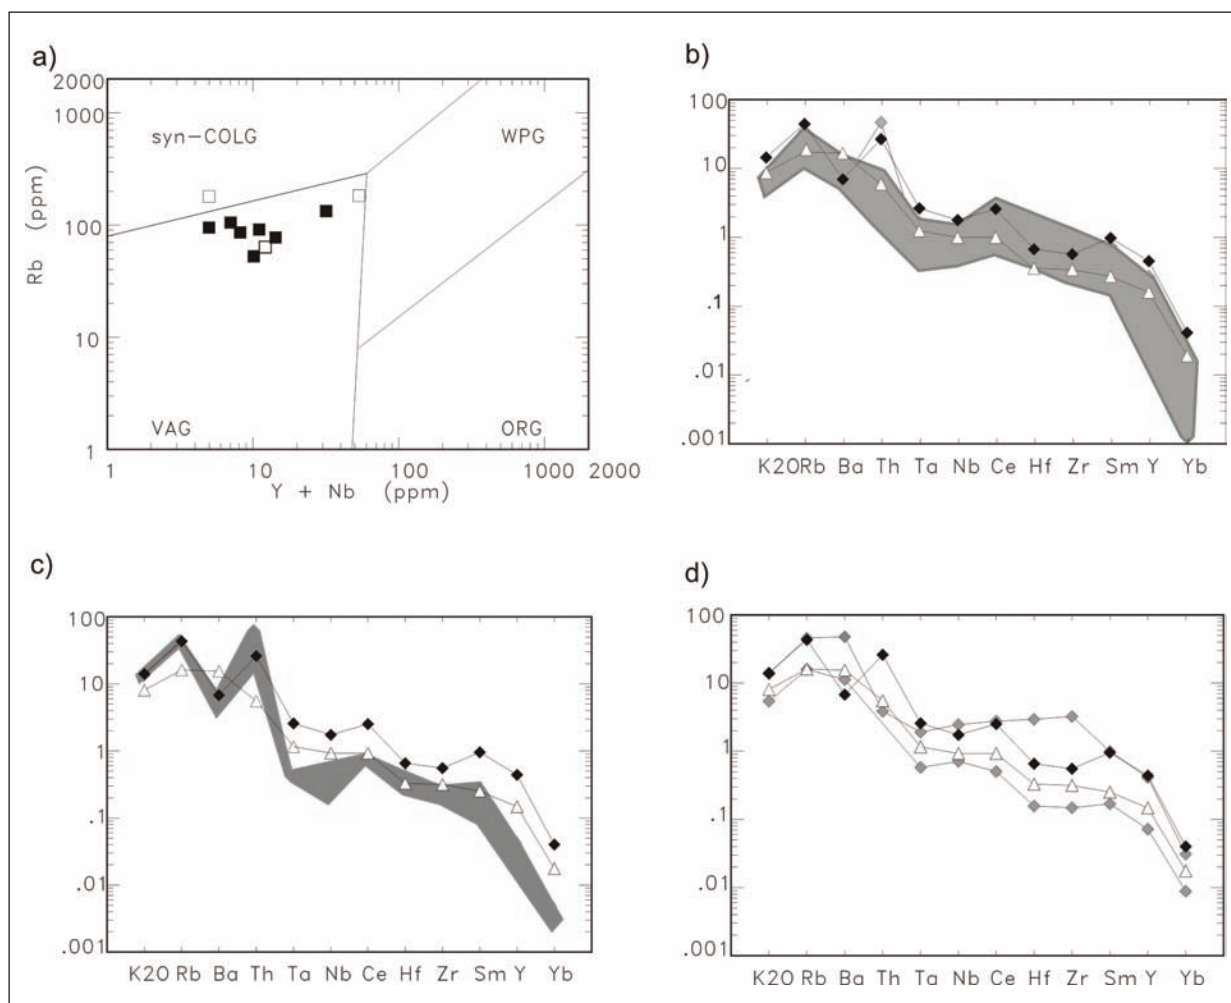 a)
2000
1000
100
10
1
Rb (ppm)
syn-COLG
WPG
VAG
ORG
1 10 100 1000 2000
Y + Nb (ppm)
b)
100
10
1
.1
.01
.001
K2O Rb Ba Th Ta Nb Ce Hf Zr Sm Y Yb
c)
100
10
1
.1
.01
.001
K2O Rb Ba Th Ta Nb Ce Hf Zr Sm Y Yb
d)
100
10
1
.1
.01
.001
K2O Rb Ba Th Ta Nb Ce Hf Zr Sm Y Yb